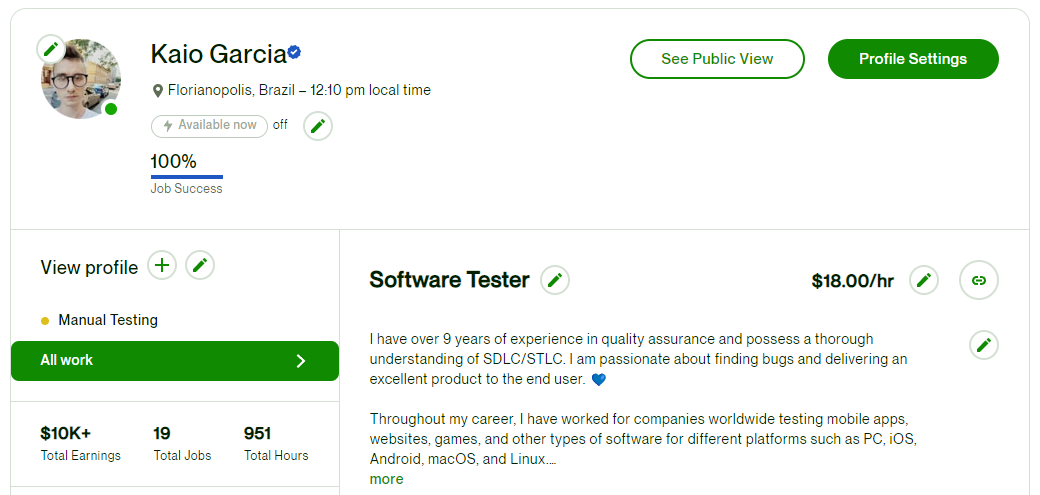 Kaio Garcia
Florianopolis, Brazil – 12:10 pm local time
Available now off
100%
Job Success
See Public View
Profile Settings
View profile
Manual Testing
All work
$10K+ 19 951
Total Earnings Total Jobs Total Hours
Software Tester
$18.00/hr
I have over 9 years of experience in quality assurance and possess a thorough
understanding of SDLC/STLC. I am passionate about finding bugs and delivering an
excellent product to the end user. 💙
Throughout my career, I have worked for companies worldwide testing mobile apps,
websites, games, and other types of software for different platforms such as PC, iOS,
Android, macOS, and Linux....
more